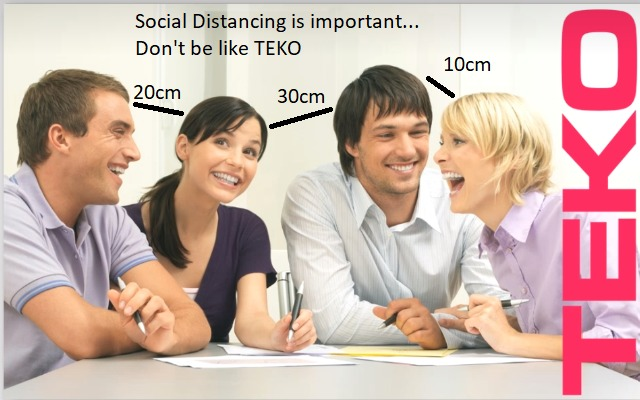 Social Distancing is important...
Don't be like TEKO
20cm
30cm
10cm
TEKO